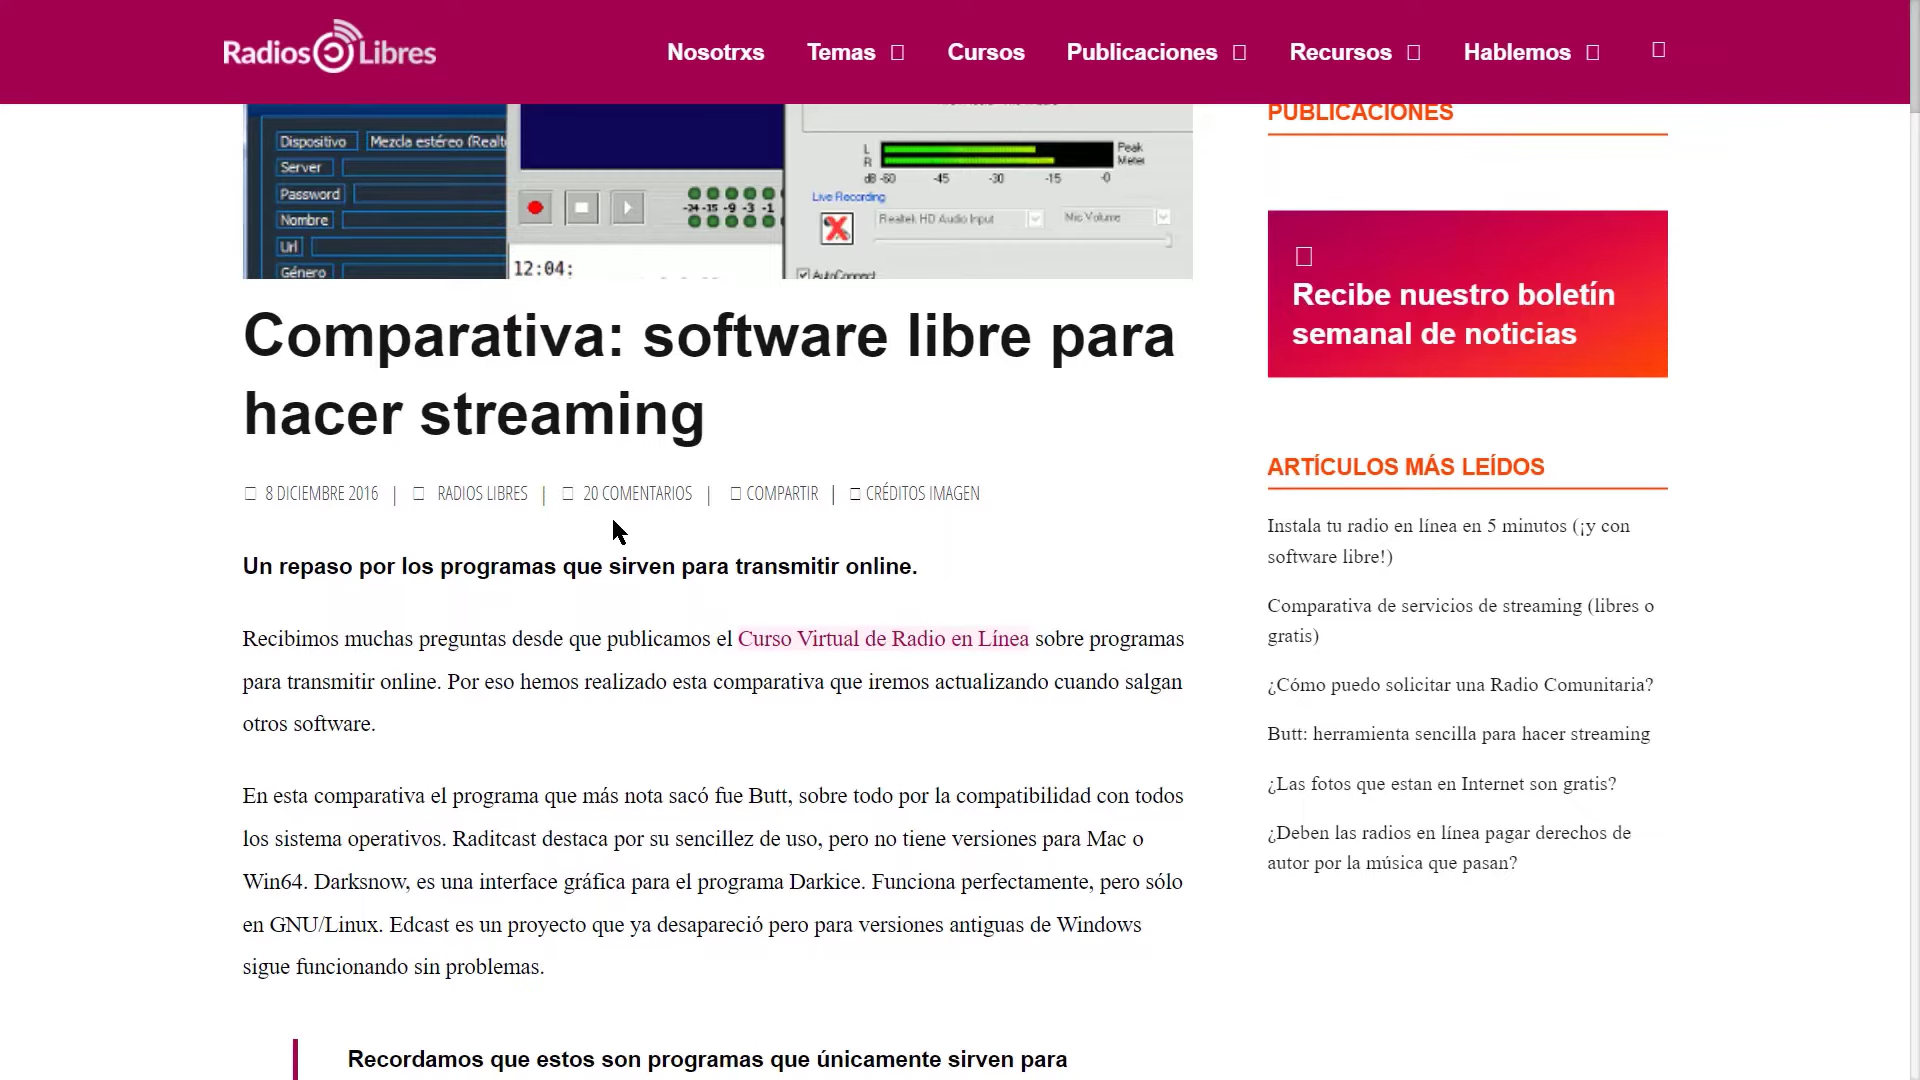 Radios Libres
Nosotrxs Temas Cursos Publicaciones Recursos Hablemos
Dispositivo Mezcla estéreo (Realt
Server
Password
Nombre
Url
Género
-24 -15 -9 -3 -1
12:04:
L
R
Peak
Meter
dB -60 -45 -30 -15 -0
Live Recording
Realtek HD Audio Input Mic Volume
AutoConnect
Comparativa: software libre para
hacer streaming
8 DICIEMBRE 2016 | RADIOS LIBRES | 20 COMENTARIOS | COMPARTIR | CRÉDITOS IMAGEN
Un repaso por los programas que sirven para transmitir online.
Recibimos muchas preguntas desde que publicamos el Curso Virtual de Radio en Línea sobre programas
para transmitir online. Por eso hemos realizado esta comparativa que iremos actualizando cuando salgan
otros software.
En esta comparativa el programa que más nota sacó fue Butt, sobre todo por la compatibilidad con todos
los sistema operativos. Raditcast destaca por su sencillez de uso, pero no tiene versiones para Mac o
Win64. Darksnow, es una interface gráfica para el programa Darkice. Funciona perfectamente, pero sólo
en GNU/Linux. Edcast es un proyecto que ya desapareció pero para versiones antiguas de Windows
sigue funcionando sin problemas.
Recordamos que estos son programas que únicamente sirven para
PUBLICACIONES
Recibe nuestro boletín
semanal de noticias
ARTÍCULOS MÁS LEÍDOS
Instala tu radio en línea en 5 minutos (¡y con
software libre!)
Comparativa de servicios de streaming (libres o
gratis)
¿Cómo puedo solicitar una Radio Comunitaria?
Butt: herramienta sencilla para hacer streaming
¿Las fotos que estan en Internet son gratis?
¿Deben las radios en línea pagar derechos de
autor por la música que pasan?